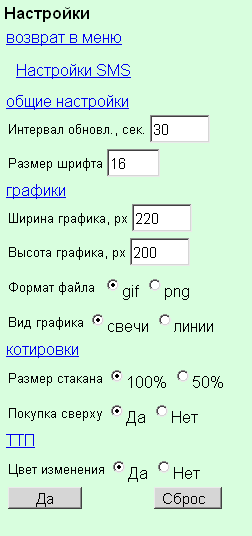 Настройки
возврат в меню
Настройки SMS
общие настройки
Интервал обновл., сек. 30
Размер шрифта 16
графики
Ширина графика, px 220
Высота графика, px 200
Формат файла gif png
Вид графика свечи линии
котировки
Размер стакана 100% 50%
Покупка сверху Да Нет
ТТП
Цвет изменения Да Нет
Да Сброс